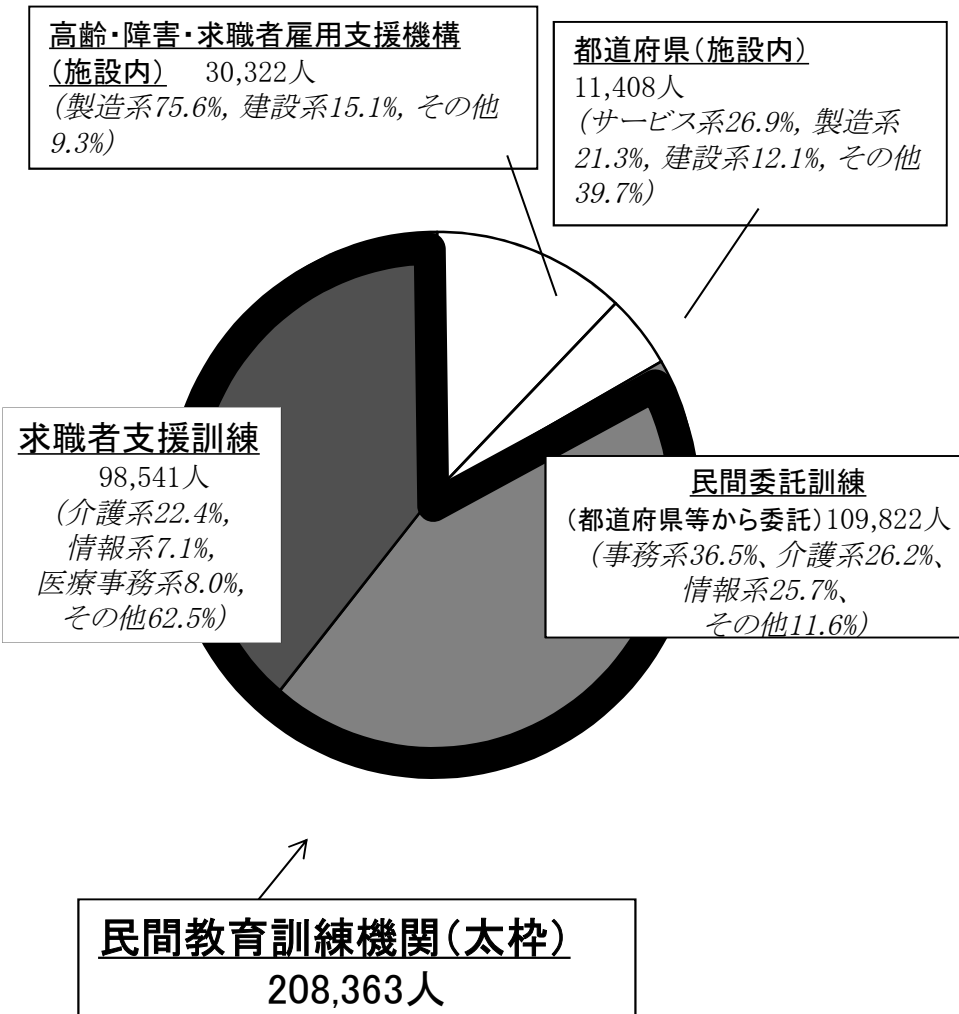 高齢・障害・求職者雇用支援機構
(施設内)　30,322人
(製造系75.6%, 建設系15.1%, その他
9.3%)
都道府県(施設内)
11,408人
(サービス系26.9%, 製造系
21.3%, 建設系12.1%, その他
39.7%)
求職者支援訓練
98,541人
(介護系22.4%,
情報系7.1%,
医療事務系8.0%,
その他62.5%)
民間委託訓練
(都道府県等から委託)109,822人
(事務系36.5%、介護系26.2%、
情報系25.7%、
その他11.6%)
民間教育訓練機関(太枠)
208,363人